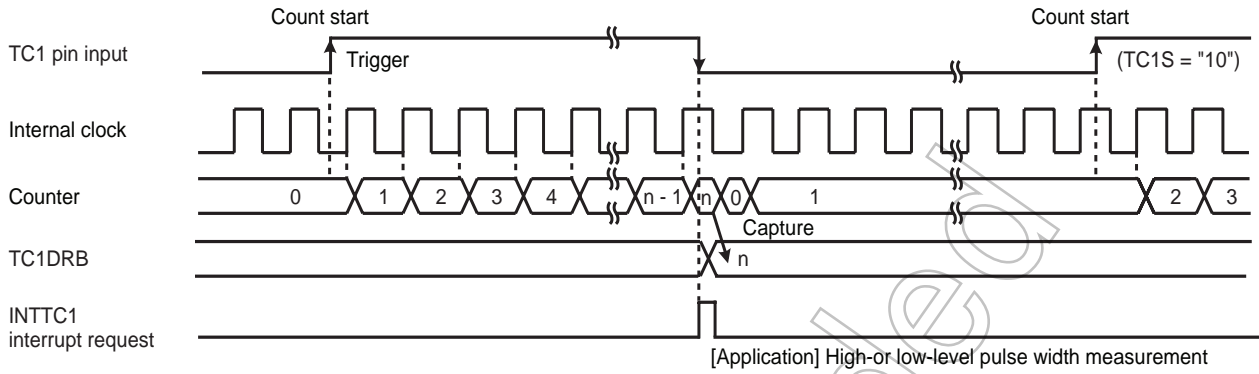 Count start Count start
TC1 pin input Trigger (TC1S = "10")
Internal clock
Counter 0 1 2 3 4 n - 1 n 0 1 2 3
Capture
TC1DRB n
INTTC1
interrupt request
[Application] High-or low-level pulse width measurement